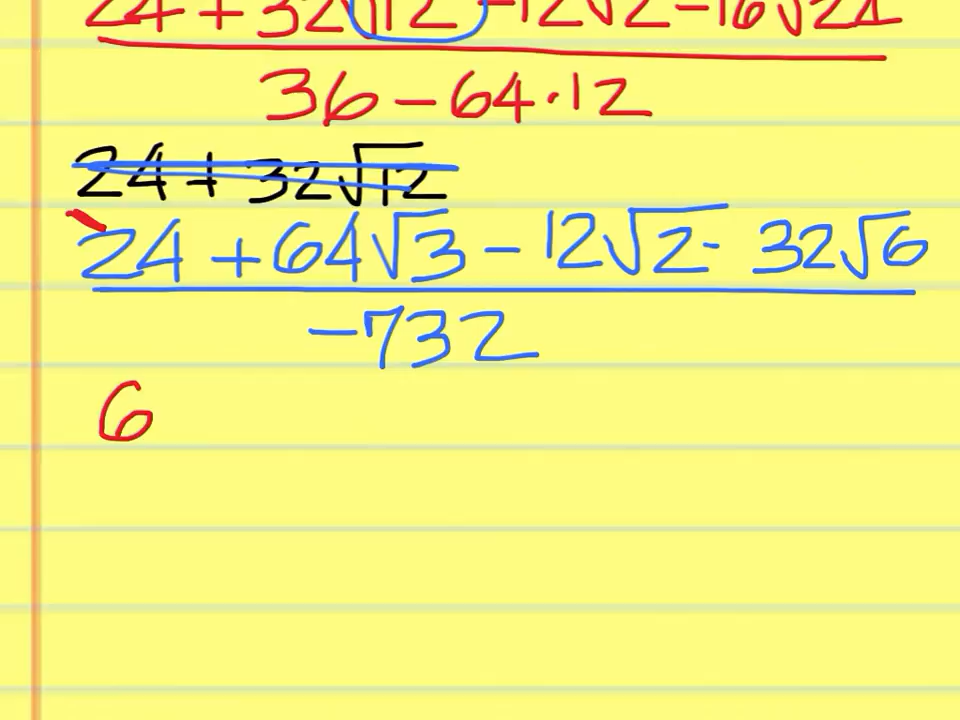 24 + 32√12 - 12√2 - 16√24
36 - 64 · 12
24 + 32√12
24 + 64√3 - 12√2 - 32√6
-732
6